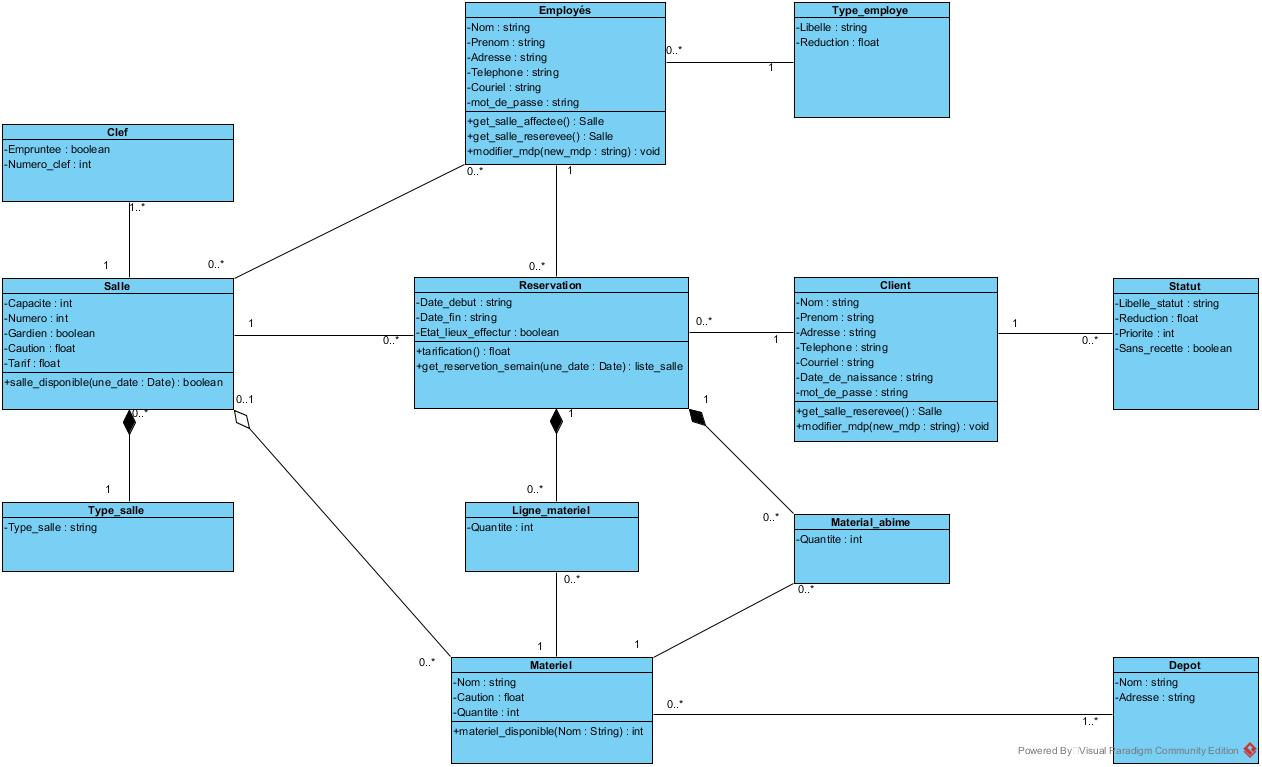 Employés
-Nom : string
-Prenom : string
-Adresse : string
-Telephone : string
-Couriel : string
-mot_de_passe : string
+get_salle_affectee() : Salle
+get_salle_reserevee() : Salle
+modifier_mdp(new_mdp : string) : void
0..*
1
Type_employe
-Libelle : string
-Reduction : float
Clef
-Empruntee : boolean
-Numero_clef : int
1..*
1
0..*
0..*
1
0..*
Salle
-Capacite : int
-Numero : int
-Gardien : boolean
-Caution : float
-Tarif : float
+salle_disponible(une_date : Date) : boolean
1
0..*
Reservation
-Date_debut : string
-Date_fin : string
-Etat_lieux_effectur : boolean
+tarification() : float
+get_reservetion_semain(une_date : Date) : liste_salle
0..*
1
Client
-Nom : string
-Prenom : string
-Adresse : string
-Telephone : string
-Courriel : string
-Date_de_naissance : string
-mot_de_passe : string
+get_salle_reserevee() : Salle
+modifier_mdp(new_mdp : string) : void
1
0..*
Statut
-Libelle_statut : string
-Reduction : float
-Priorite : int
-Sans_recette : boolean
0..*
1
0..1
0..*
1
0..*
1
0..*
Type_salle
-Type_salle : string
Ligne_materiel
-Quantite : int
Material_abime
-Quantite : int
0..*
1
0..*
1
Materiel
-Nom : string
-Caution : float
-Quantite : int
+materiel_disponible(Nom : String) : int
0..*
1..*
Depot
-Nom : string
-Adresse : string
Powered By Visual Paradigm Community Edition